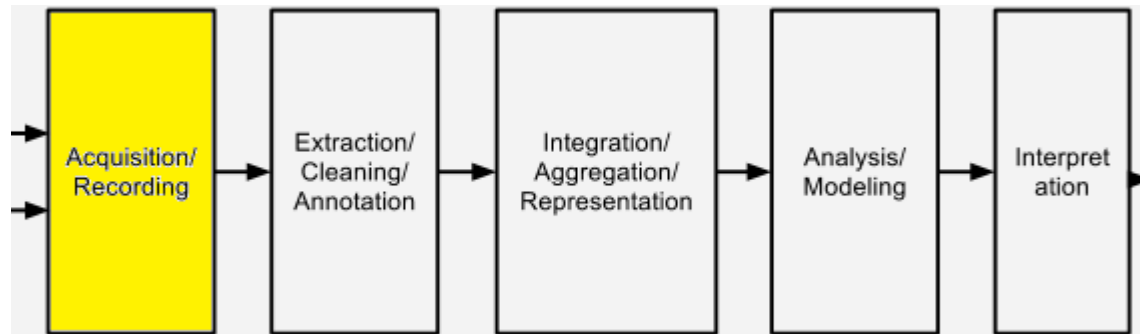 Acquisition/
Recording
Extraction/
Cleaning/
Annotation
Integration/
Aggregation/
Representation
Analysis/
Modeling
Interpret
ation